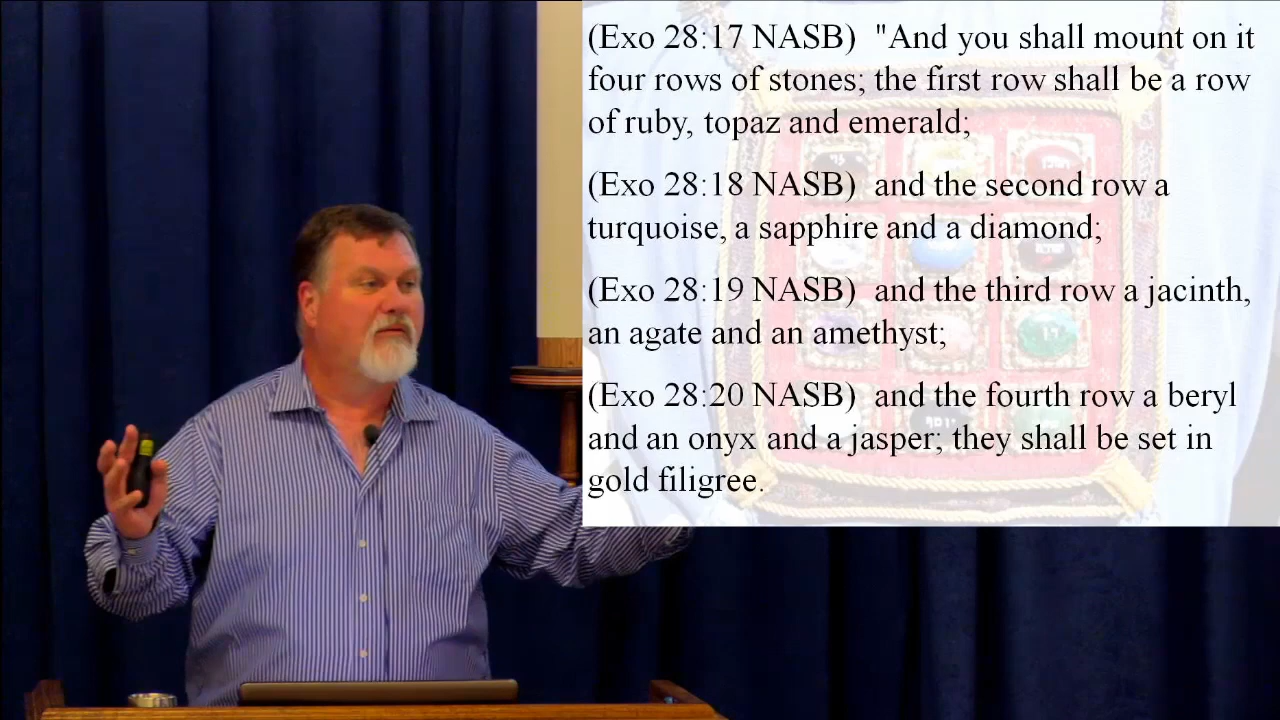 (Exo 28:17 NASB)  "And you shall mount on it
four rows of stones; the first row shall be a row
of ruby, topaz and emerald;
(Exo 28:18 NASB)  and the second row a
turquoise, a sapphire and a diamond;
(Exo 28:19 NASB)  and the third row a jacinth,
an agate and an amethyst;
(Exo 28:20 NASB)  and the fourth row a beryl
and an onyx and a jasper; they shall be set in
gold filigree.